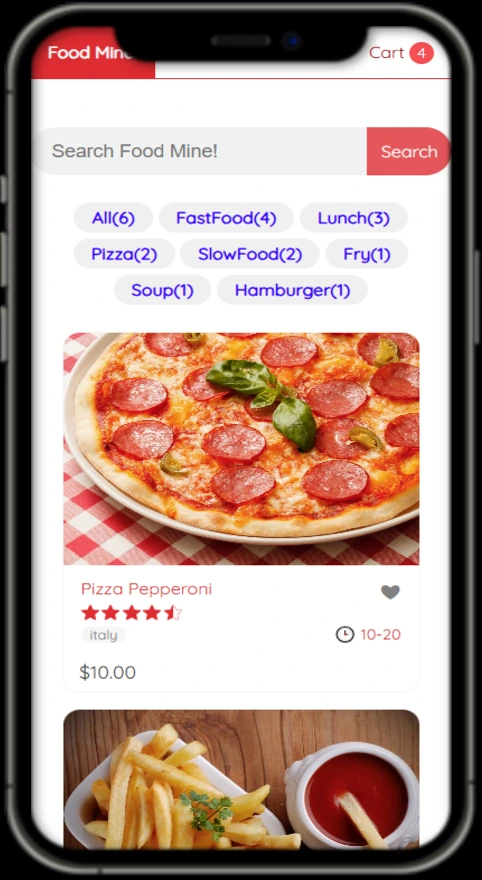 Food Mine
Cart 4
Search Food Mine! Search
All(6) FastFood(4) Lunch(3)
Pizza(2) SlowFood(2) Fry(1)
Soup(1) Hamburger(1)
Pizza Pepperoni
italy
10-20
$10.00